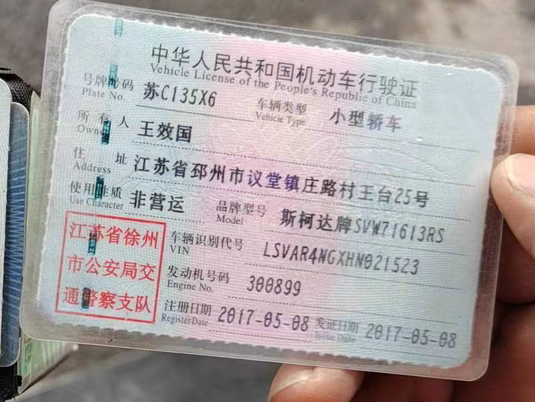 中华人民共和国机动车行驶证
Vehicle License of the People's Republic of China
号牌号码 苏C135X6 车辆类型 小型轿车
Plate No. Vehicle Type
所有人 王效国
Owner
住址 江苏省邳州市议堂镇庄路村王台25号
Address
使用性质 非营运 品牌型号 斯柯达牌SVW71613RS
Use Character Model
江苏省徐州
市公安局交
通警察支队
车辆识别代号 LSVAR4NGXHN021523
VIN
发动机号码 300899
Engine No.
注册日期 2017-05-08 发证日期 2017-05-08
Register Date Issue Date